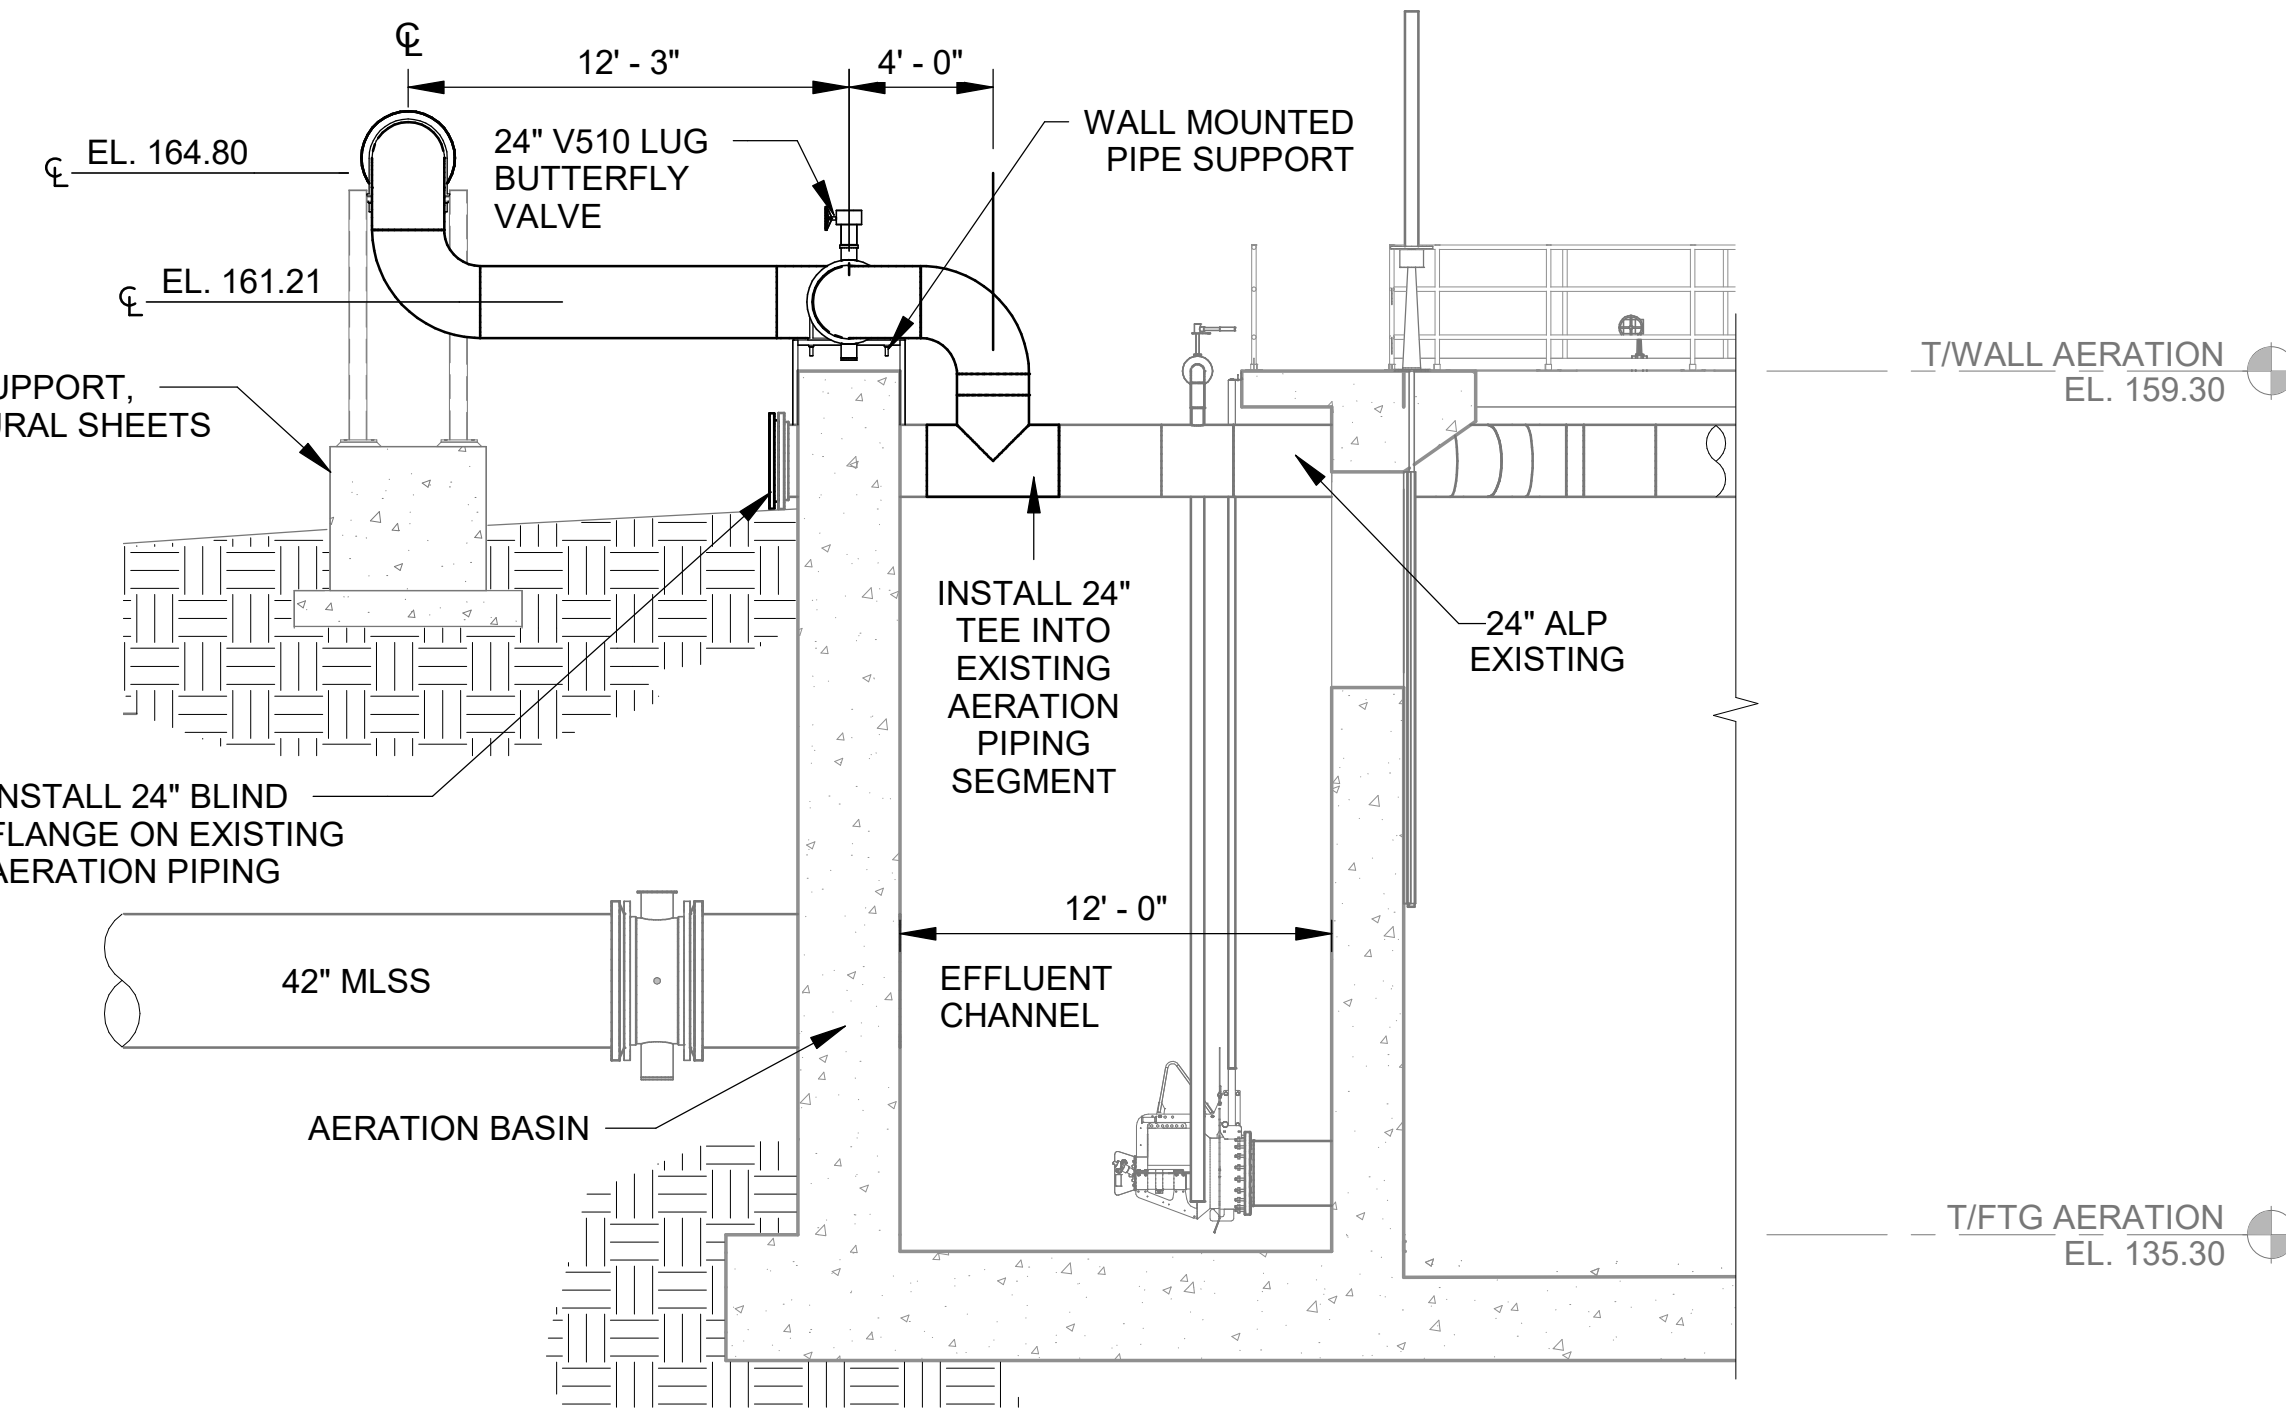 ℄
12' - 3"
4' - 0"
℄ EL. 164.80
24" V510 LUG
BUTTERFLY
VALVE
WALL MOUNTED
PIPE SUPPORT
℄ EL. 161.21
T/WALL AERATION
EL. 159.30
UPPORT,
URAL SHEETS
INSTALL 24"
TEE INTO
EXISTING
AERATION
PIPING
SEGMENT
24" ALP
EXISTING
NSTALL 24" BLIND
FLANGE ON EXISTING
AERATION PIPING
12' - 0"
42" MLSS
EFFLUENT
CHANNEL
AERATION BASIN
T/FTG AERATION
EL. 135.30